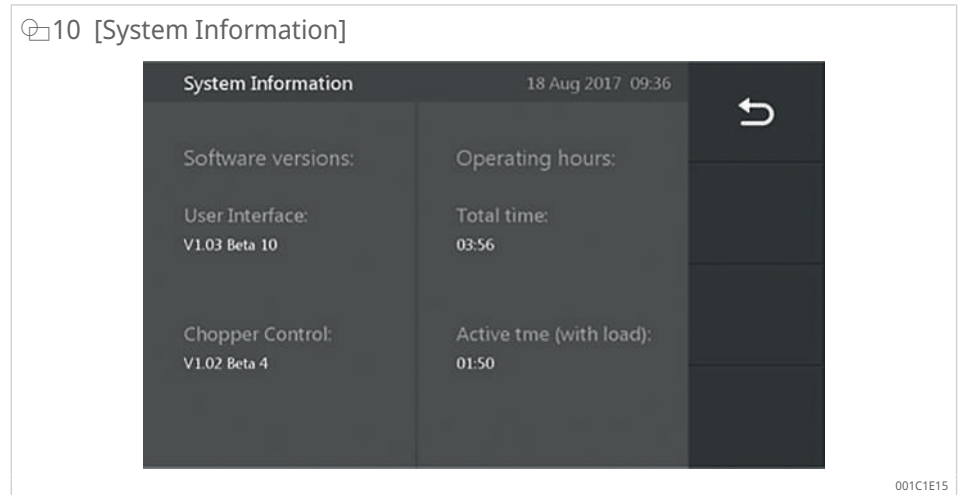 10 [System Information]
System Information 18 Aug 2017 09:36
Software versions:
User Interface:
V1.03 Beta 10
Chopper Control:
V1.02 Beta 4
Operating hours:
Total time:
03:56
Active tme (with load):
01:50
001C1E15